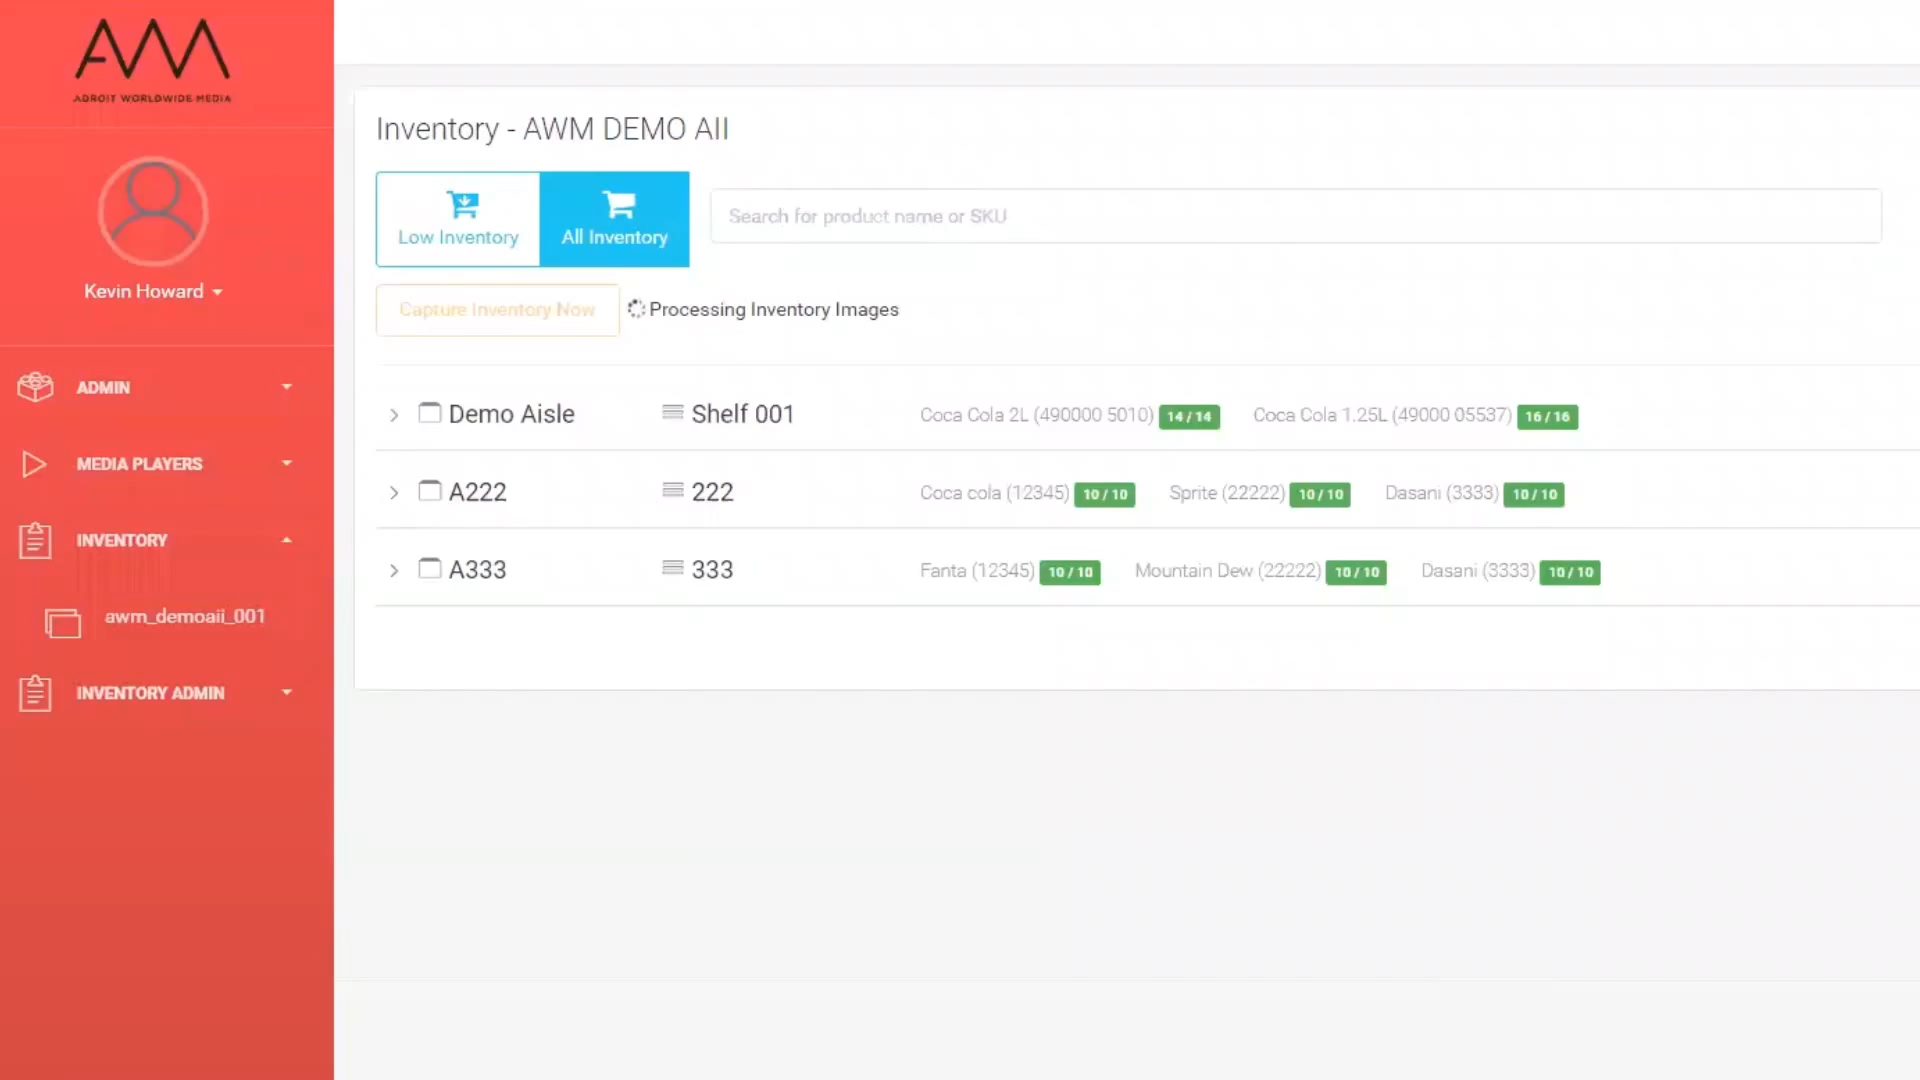 AWM
ADROIT WORLDWIDE MEDIA
Kevin Howard
ADMIN
MEDIA PLAYERS
INVENTORY
awm_demoaii_001
INVENTORY ADMIN
Inventory - AWM DEMO AII
Low Inventory
All Inventory
Search for product name or SKU
Capture Inventory Now
Processing Inventory Images
Demo Aisle Shelf 001 Coca Cola 2L (490000 5010) 14 / 14 Coca Cola 1.25L (49000 05537) 16 / 16
A222 222 Coca cola (12345) 10 / 10 Sprite (22222) 10 / 10 Dasani (3333) 10 / 10
A333 333 Fanta (12345) 10 / 10 Mountain Dew (22222) 10 / 10 Dasani (3333) 10 / 10